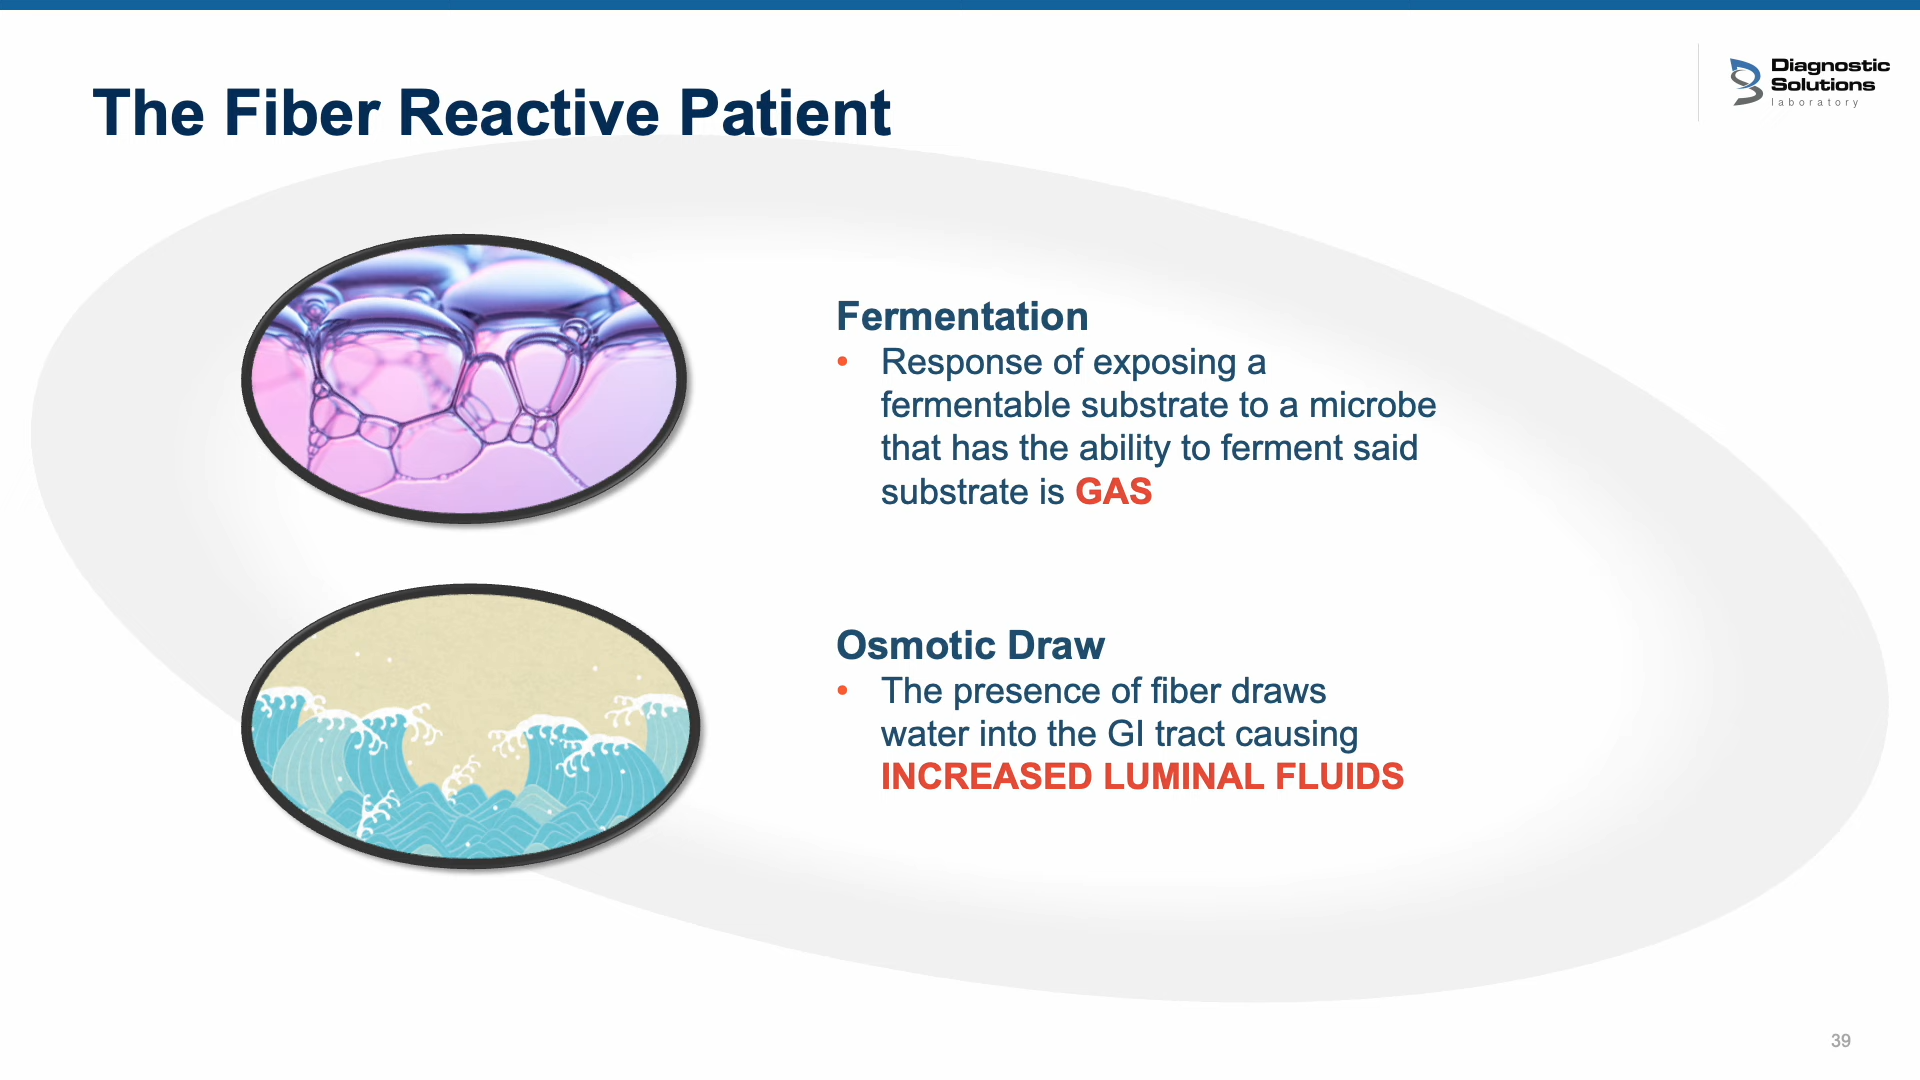 Diagnostic
Solutions
laboratory
The Fiber Reactive Patient
Fermentation
• Response of exposing a
fermentable substrate to a microbe
that has the ability to ferment said
substrate is GAS
Osmotic Draw
• The presence of fiber draws
water into the GI tract causing
INCREASED LUMINAL FLUIDS
39